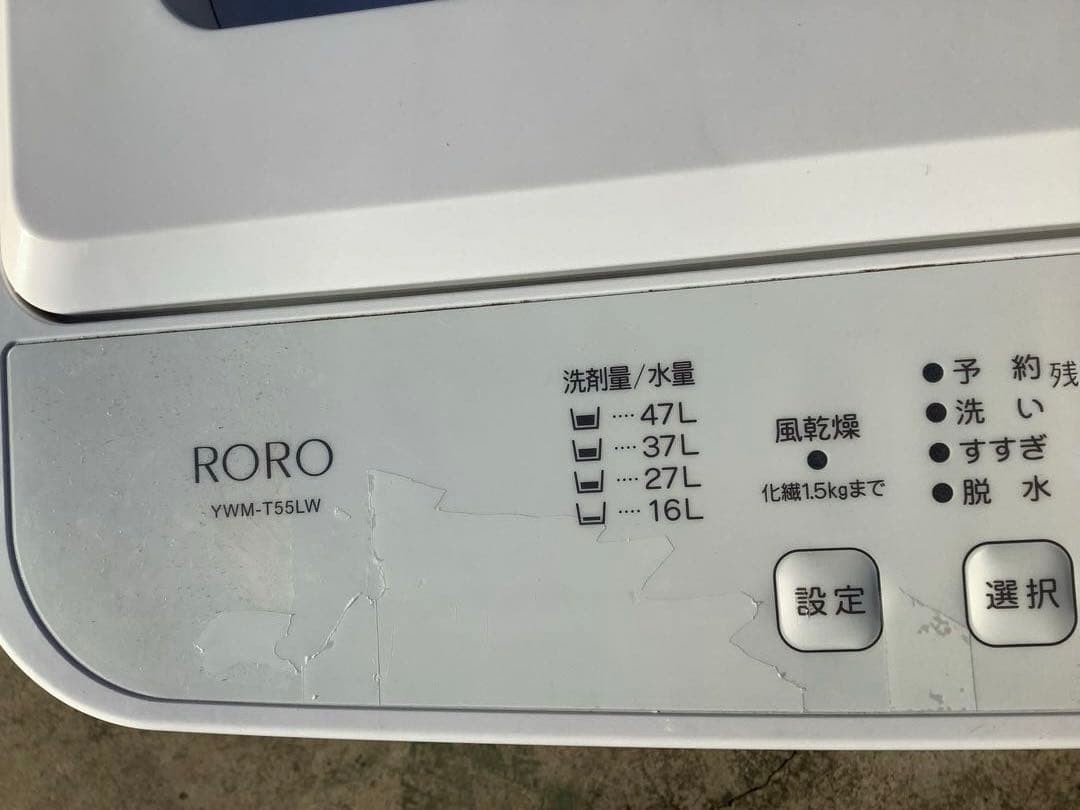 RORO
YWM-T55LW
洗剤量/水量
····47L
····37L
····27L
····16L
風乾燥
化繊1.5kgまで
予約
残
洗い
すすぎ
脱水
設定
選択